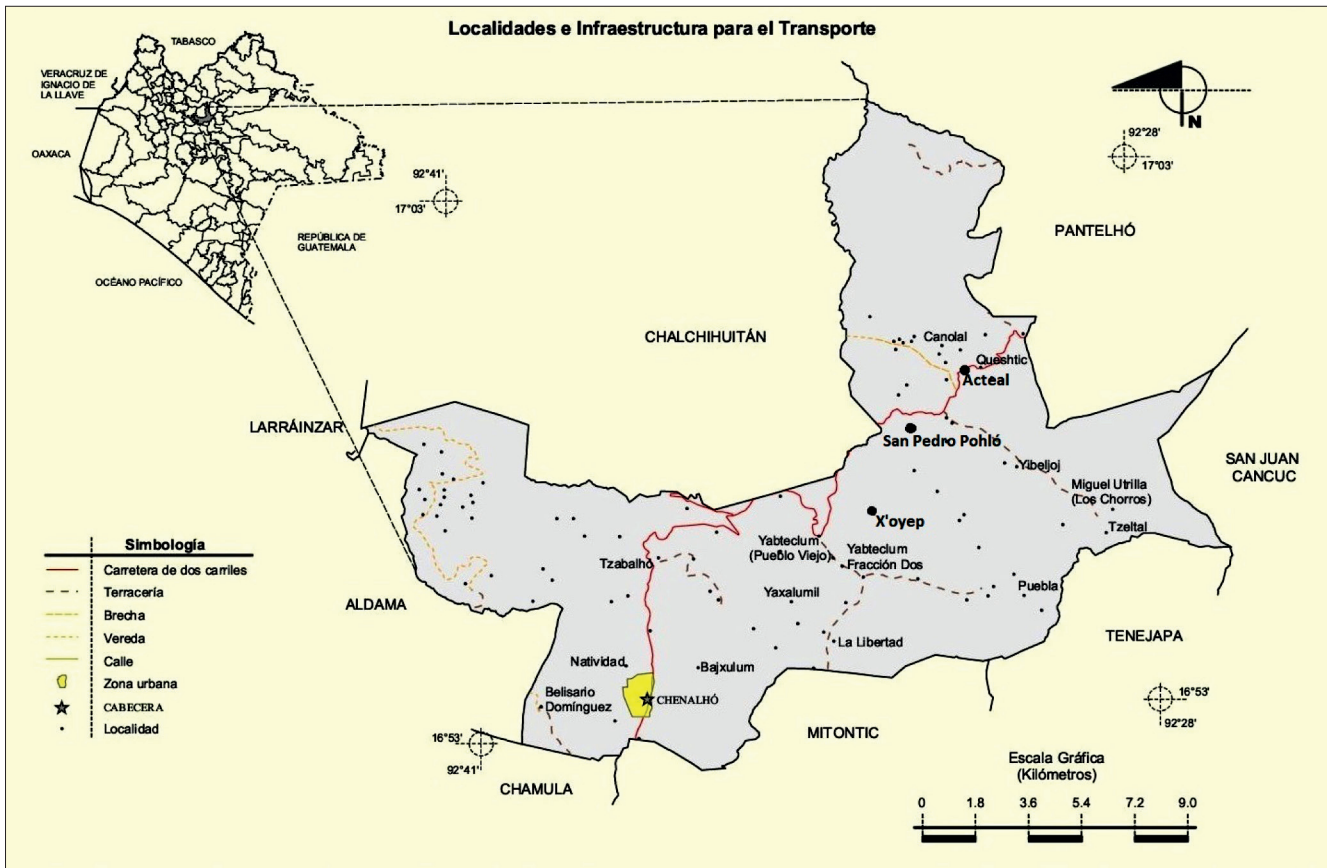 Localidades e Infraestructura para el Transporte
TABASCO
VERACRUZ DE
IGNACIO DE
LA LLAVE
OAXACA
REPÚBLICA DE
GUATEMALA
OCÉANO PACÍFICO
92°41'
17°03'
N
92°28'
17°03'
PANTELHÓ
CHALCHIHUITÁN
LARRÁINZAR
SAN JUAN
CANCUC
Canolal
Queshtic
Acteal
San Pedro Pohló
Yibeljoj
Miguel Utrilla
(Los Chorros)
Tzeltal
X'oyep
Yabteclum
(Pueblo Viejo)
Yabteclum
Fracción Dos
Tzabalhó
Yaxalumil
Puebla
La Libertad
ALDAMA
TENEJAPA
Natividad
Bajxulum
Belisario
Domínguez
CHENALHÓ
MITONTIC
CHAMULA
16°53'
92°41'
16°53'
92°28'
Simbología
Carretera de dos carriles
Terracería
Brecha
Vereda
Calle
Zona urbana
CABECERA
Localidad
Escala Gráfica
(Kilómetros)
0 1.8 3.6 5.4 7.2 9.0